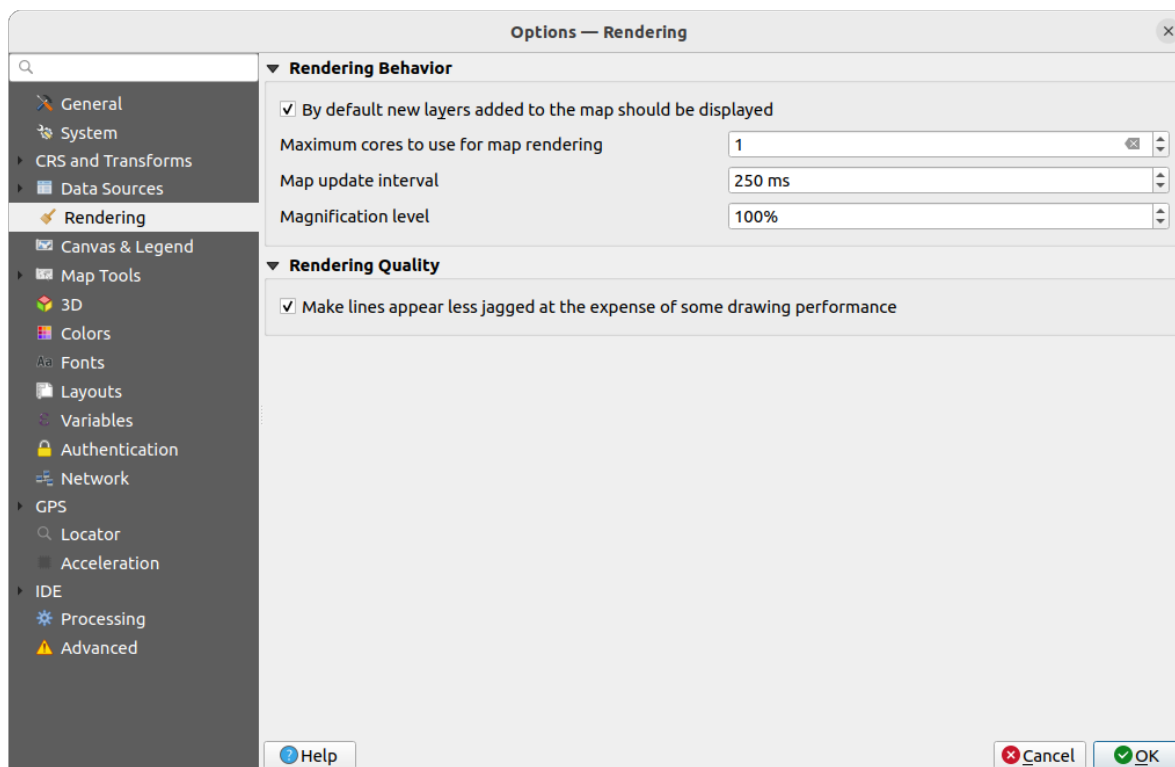 Options — Rendering
General
System
CRS and Transforms
Data Sources
Rendering
Canvas & Legend
Map Tools
3D
Colors
Fonts
Layouts
Variables
Authentication
Network
GPS
Locator
Acceleration
IDE
Processing
Advanced
Rendering Behavior
By default new layers added to the map should be displayed
Maximum cores to use for map rendering 1
Map update interval 250 ms
Magnification level 100%
Rendering Quality
Make lines appear less jagged at the expense of some drawing performance
Help Cancel OK